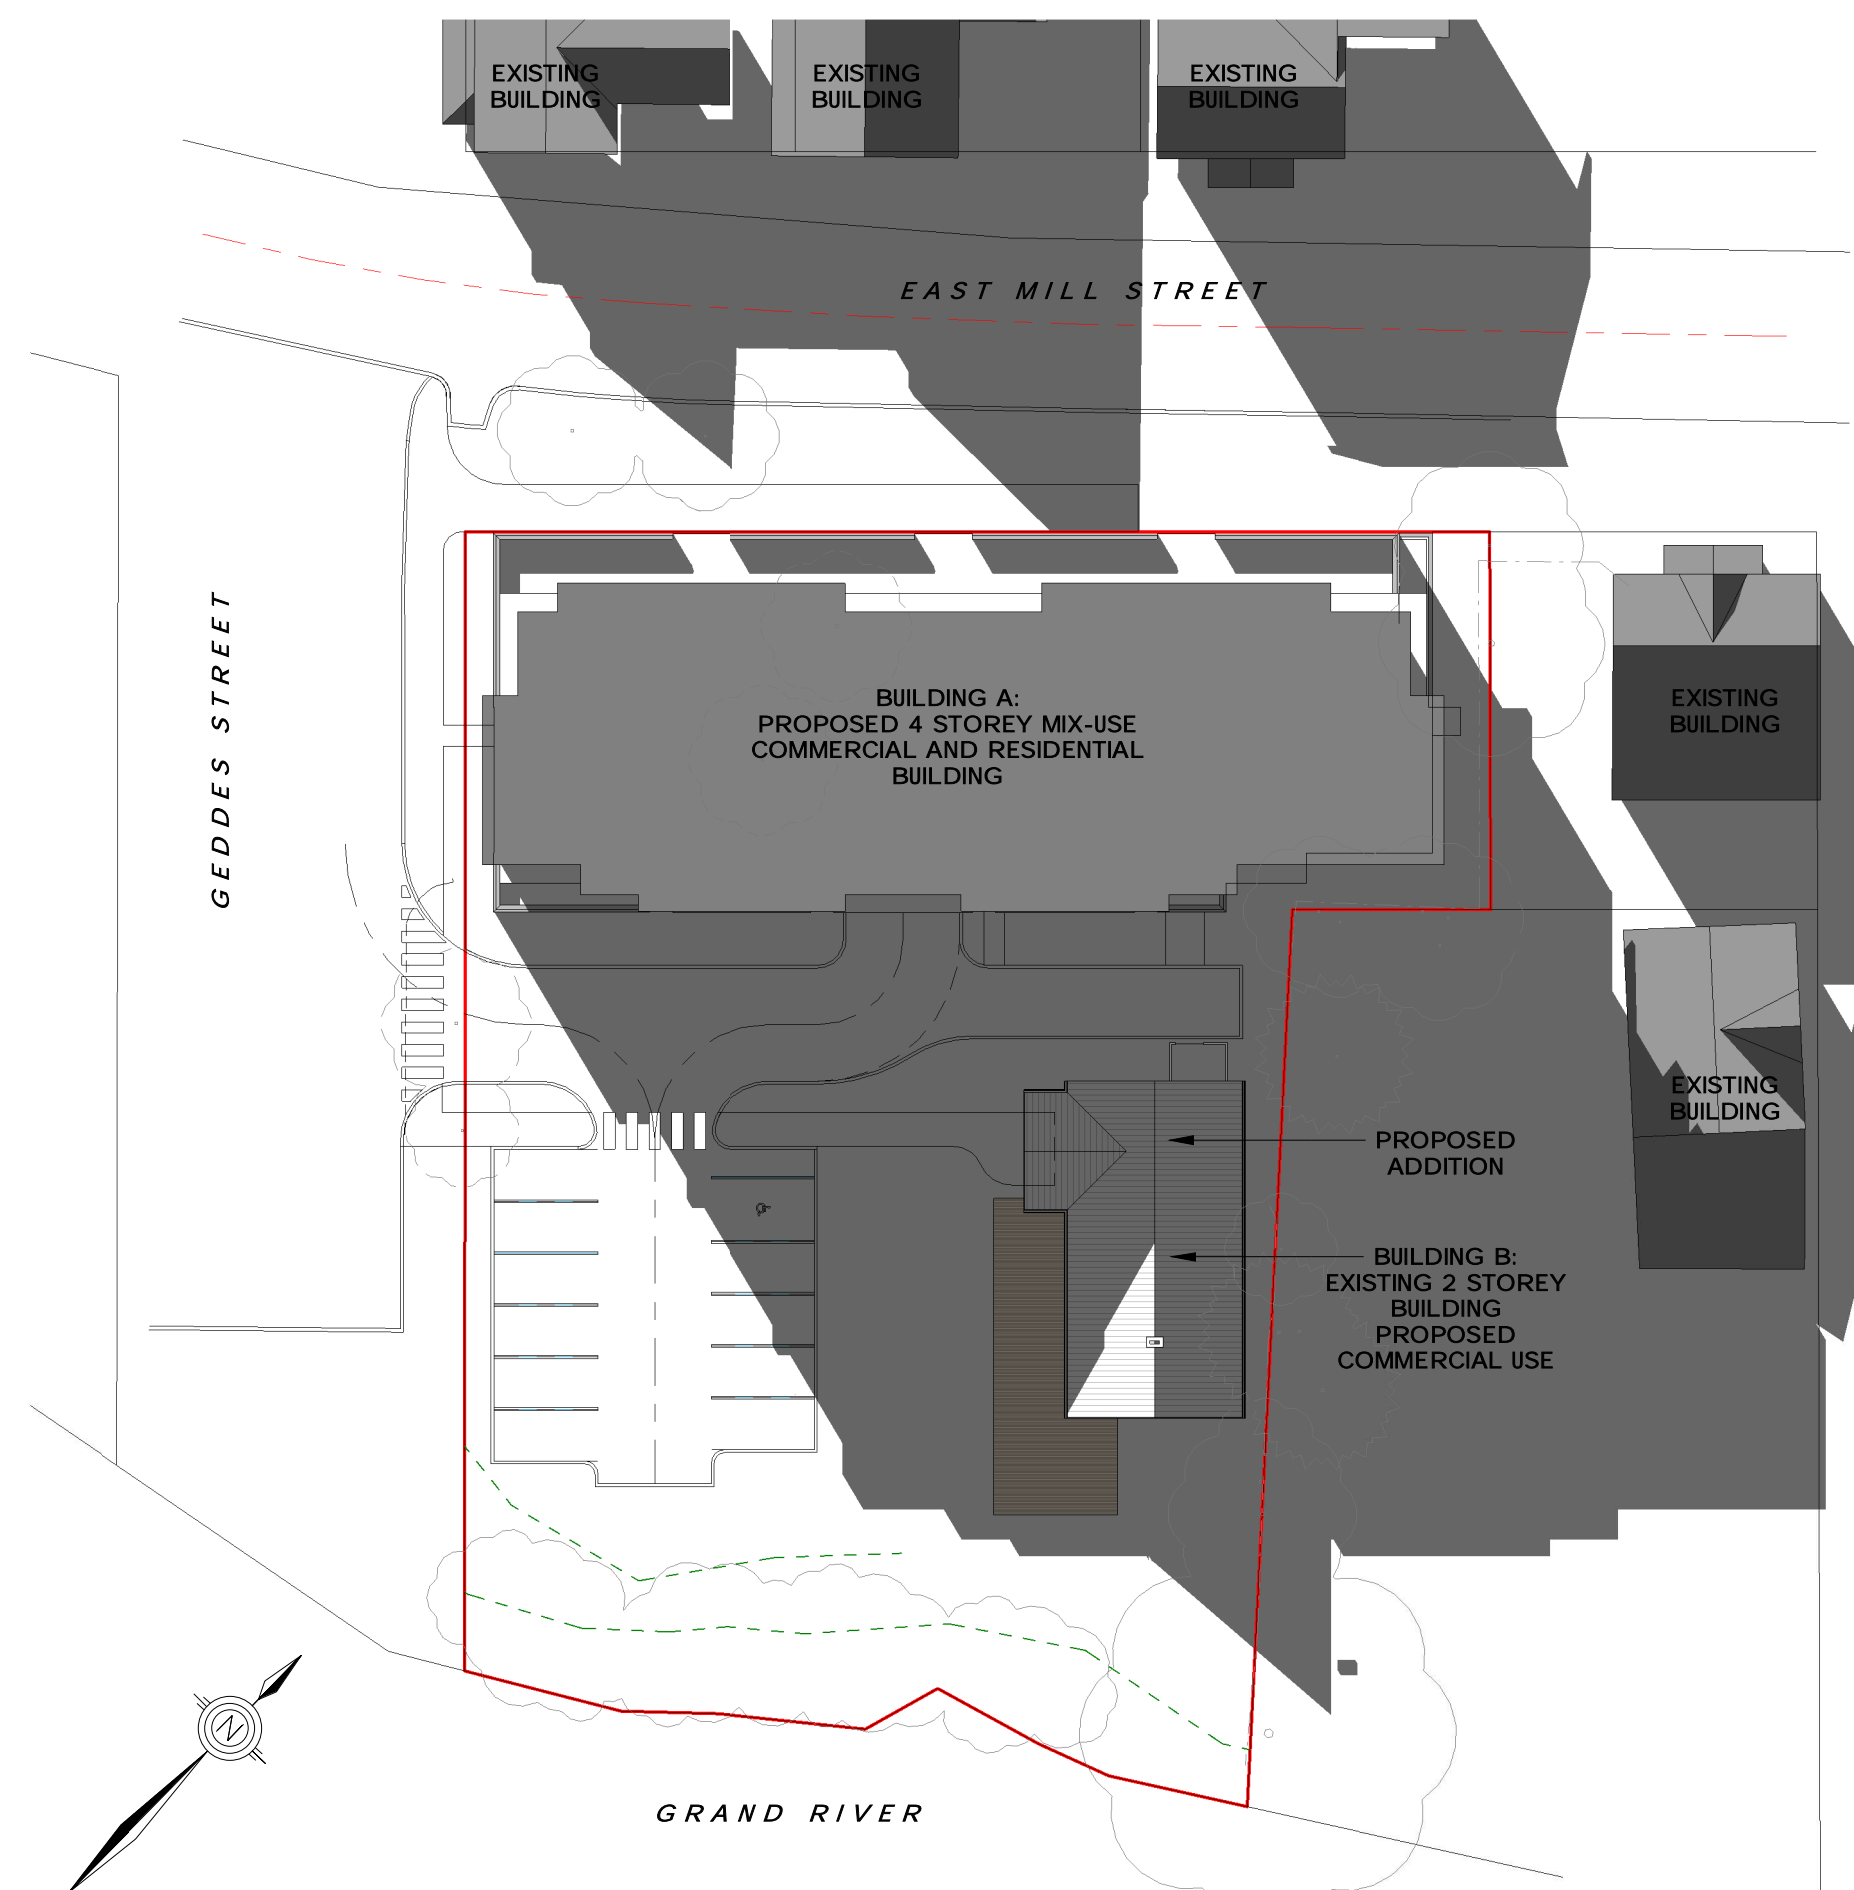 EXISTING
BUILDING
EXISTING
BUILDING
EXISTING
BUILDING
EAST MILL STREET
GEDDES STREET
BUILDING A:
PROPOSED 4 STOREY MIX-USE
COMMERCIAL AND RESIDENTIAL
BUILDING
EXISTING
BUILDING
EXISTING
BUILDING
PROPOSED
ADDITION
BUILDING B:
EXISTING 2 STOREY
BUILDING
PROPOSED
COMMERCIAL USE
N
GRAND RIVER